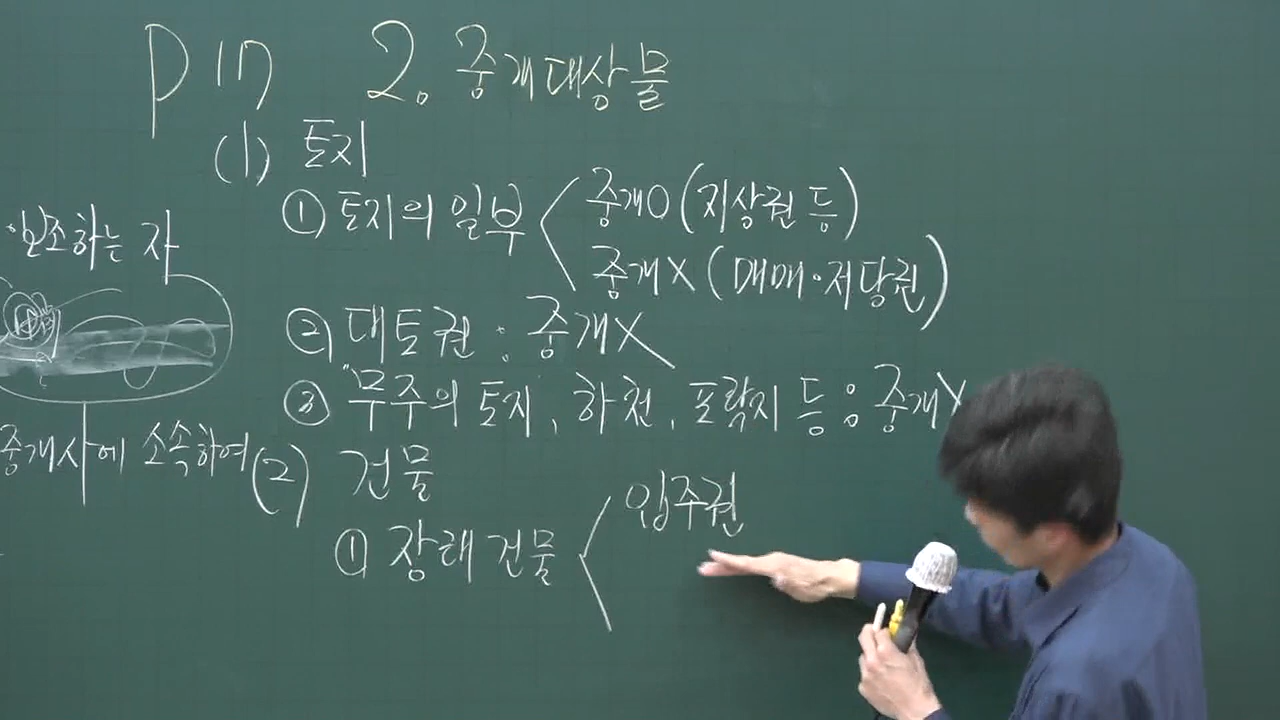 P 17 2. 중개대상물
(1) 토지
① 토지의 일부 < 중개O (지상권 등)
중개X (매매·저당권)
② 대토권 : 중개X
③ "무주의 토지, 하천, 포락지 등 : 중개X
(2) 건물
① 장래 건물 < 입주권
보조하는 자
중개사에 소속하여